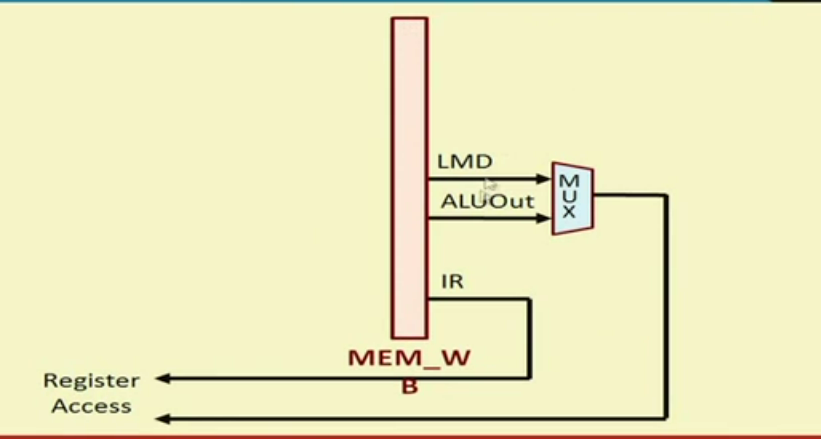 LMD
MUX
ALUOut
IR
MEM_W
B
Register
Access